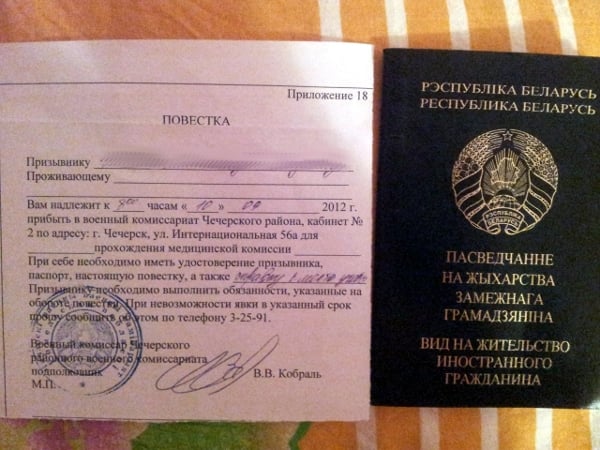 Приложение 18
ПОВЕСТКА
Призывнику
Проживающему
Вам надлежит к часам « 10 » 09 2012 г.
прибыть в военный комиссариат Чечерского района, кабинет №
2 по адресу: г. Чечерск, ул. Интернациональная 56а для
прохождения медицинской комиссии
При себе необходимо иметь удостоверение призывника,
паспорт, настоящую повестку, а также справку с места
Призывнику необходимо выполнить обязанности, указанные на
обороте повестки. При невозможности явки в указанный срок
прошу сообщить об этом по телефону 3-25-91.
Военный комиссар Чечерского
районного военного комиссариата
подполковник В.В. Кобраль
М.П.
РЭСПУБЛІКА БЕЛАРУСЬ
РЕСПУБЛИКА БЕЛАРУСЬ
РЭСПУБЛІКА
БЕЛАРУСЬ
ПАСВЕДЧАННЕ
НА ЖЫХАРСТВА
ЗАМЕЖНАГА
ГРАМАДЗЯНІНА
ВИД НА ЖИТЕЛЬСТВО
ИНОСТРАННОГО
ГРАЖДАНИНА